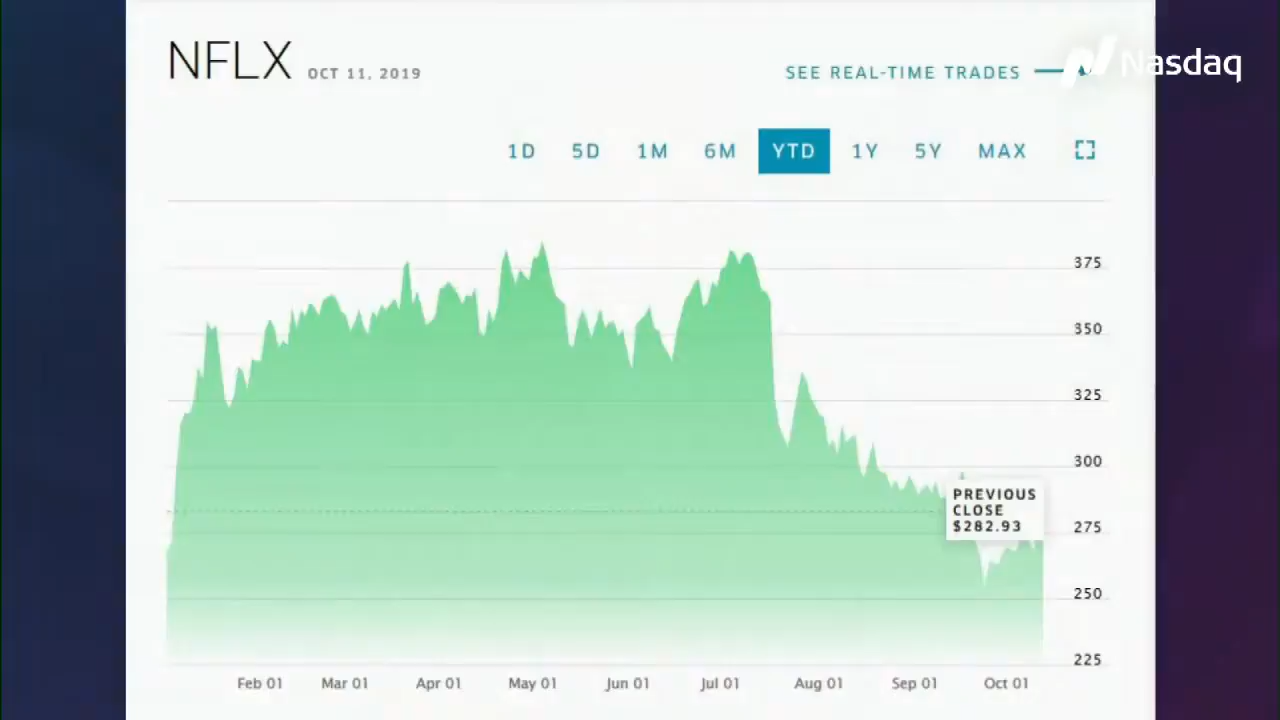 NFLX OCT 11, 2019
SEE REAL-TIME TRADES
Nasdaq
1D 5D 1M 6M YTD 1Y 5Y MAX
375
350
325
300
PREVIOUS
CLOSE
$282.93
275
250
225
Feb 01 Mar 01 Apr 01 May 01 Jun 01 Jul 01 Aug 01 Sep 01 Oct 01